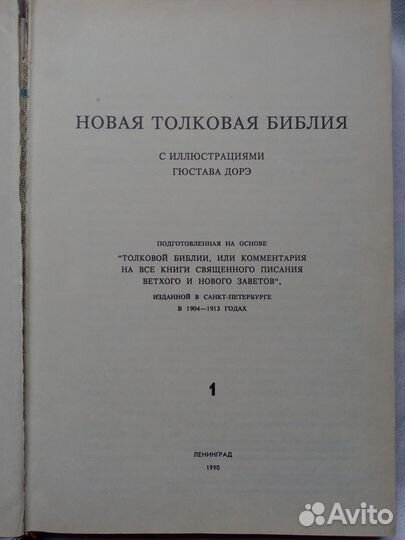 НОВАЯ ТОЛКОВАЯ БИБЛИЯ
С ИЛЛЮСТРАЦИЯМИ
ГЮСТАВА ДОРЭ
ПОДГОТОВЛЕННАЯ НА ОСНОВЕ
"ТОЛКОВОЙ БИБЛИИ, ИЛИ КОММЕНТАРИЯ
НА ВСЕ КНИГИ СВЯЩЕННОГО ПИСАНИЯ
ВЕТХОГО И НОВОГО ЗАВЕТОВ",
ИЗДАННОЙ В САНКТ-ПЕТЕРБУРГЕ
В 1904—1913 ГОДАХ
1
ЛЕНИНГРАД
1990
Avito